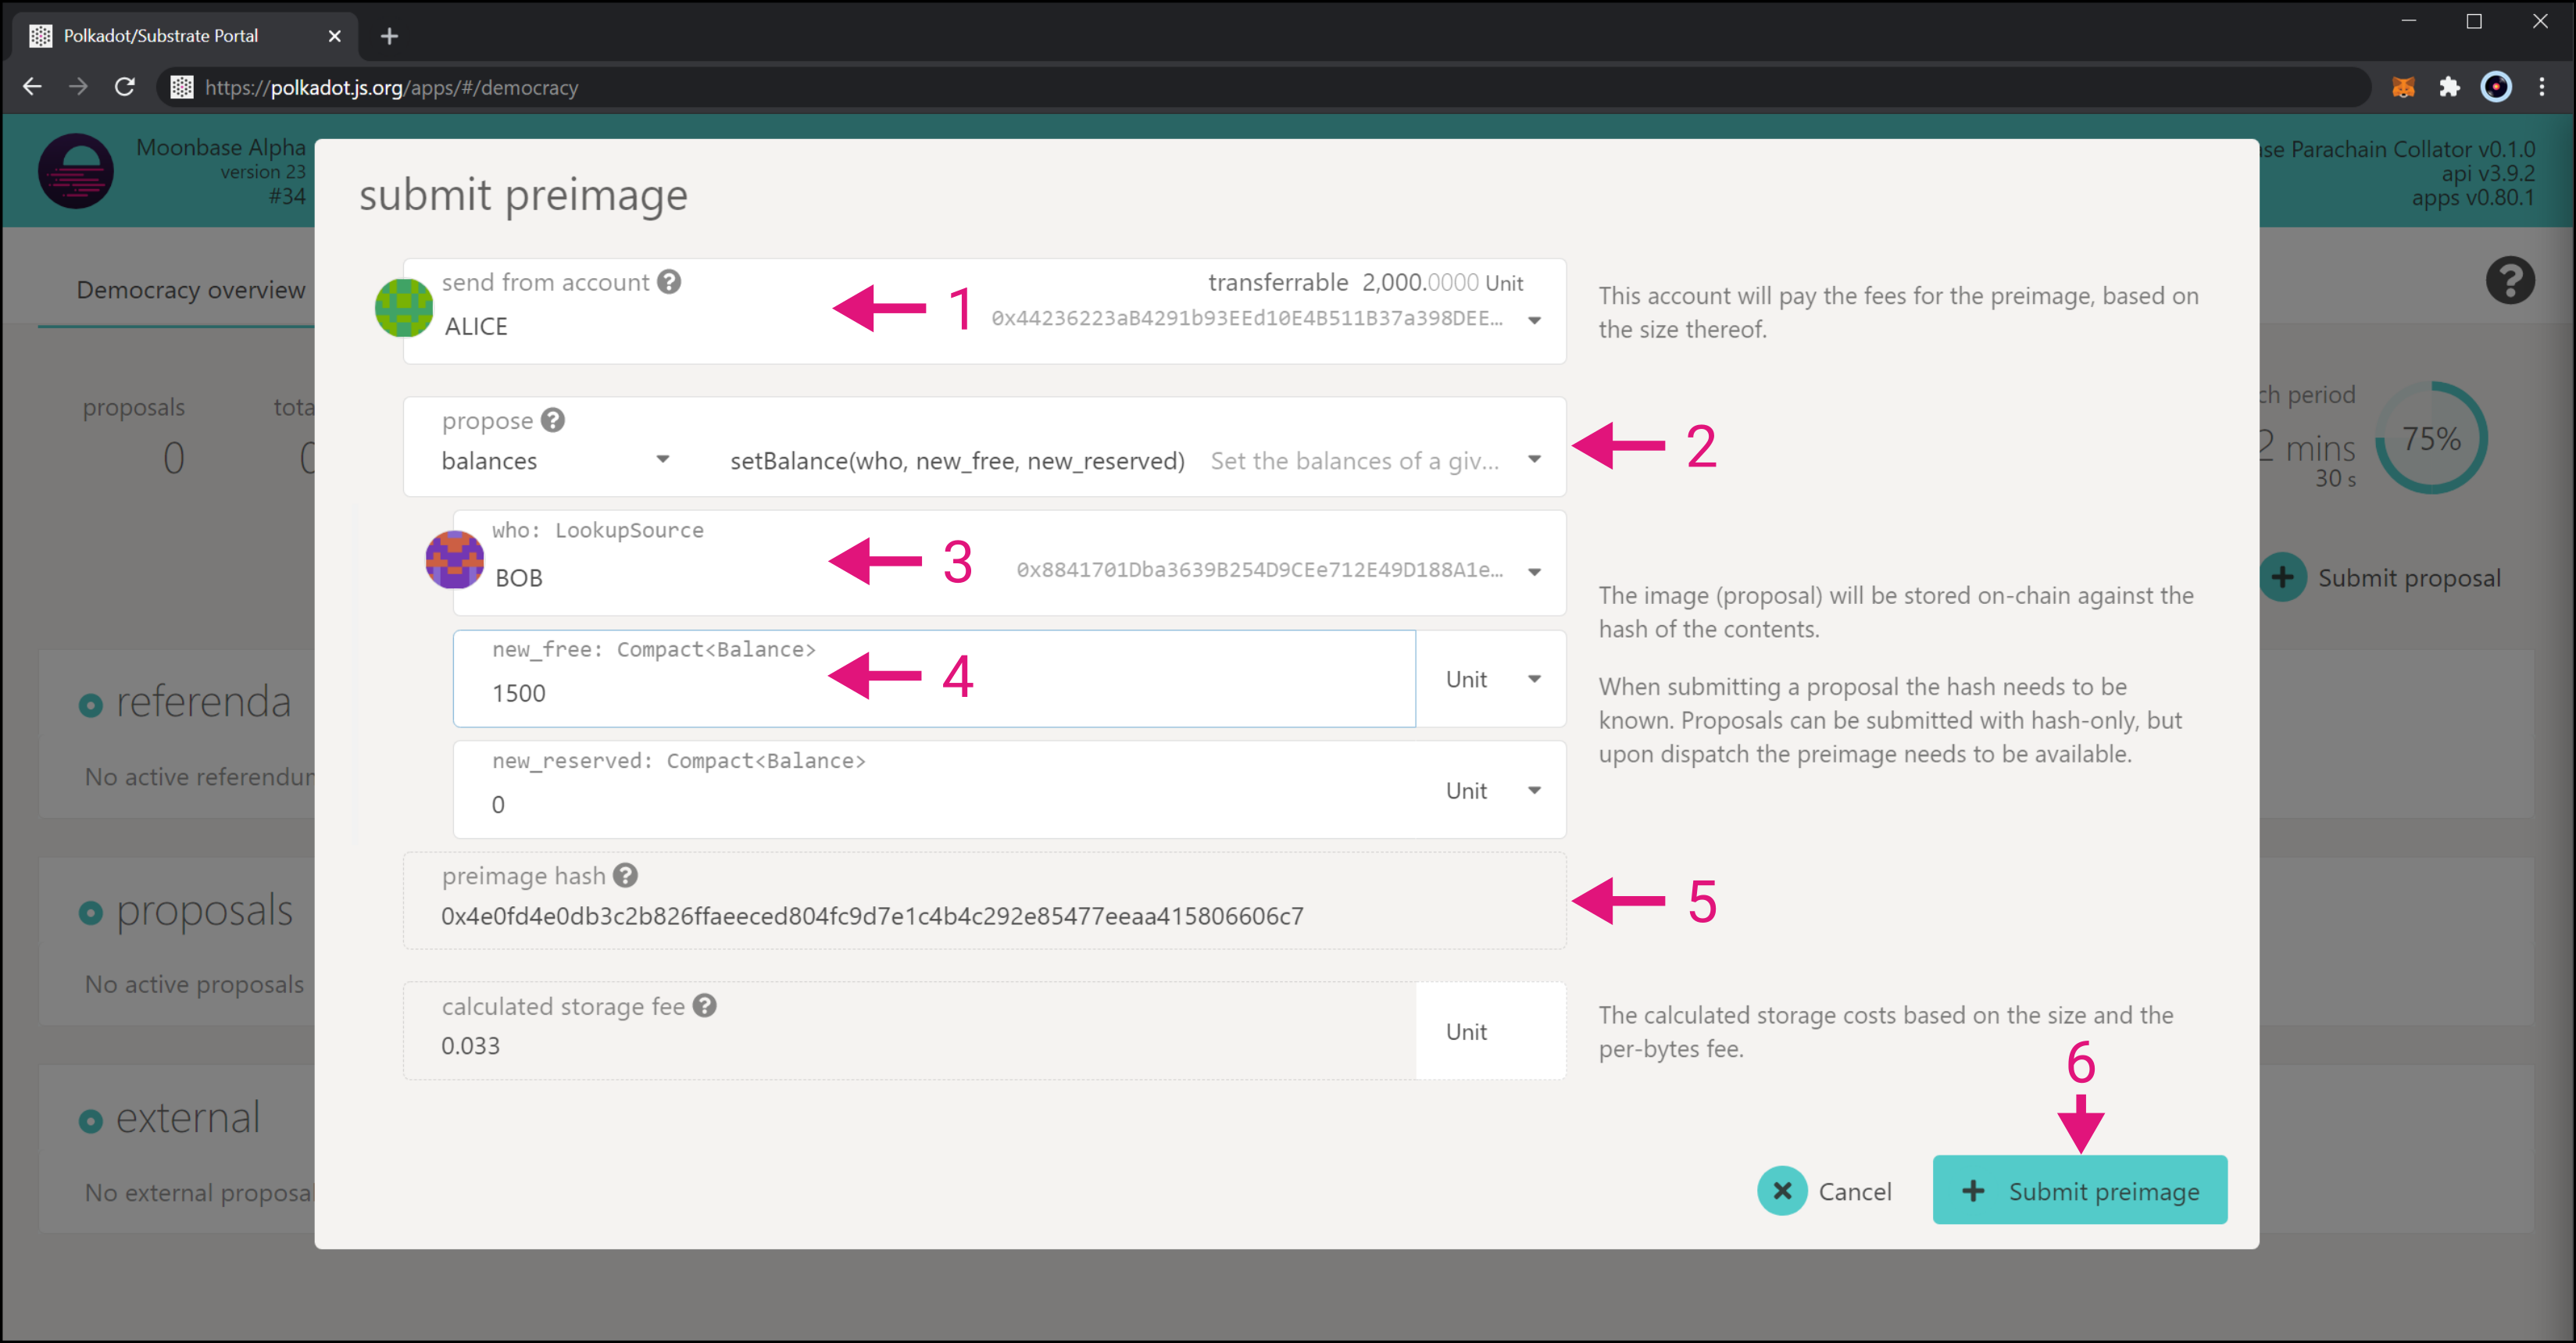 Polkadot/Substrate Portal
https://polkadot.js.org/apps/#/democracy
Moonbase Alpha
version 23
#34
Parachain Collator v0.1.0
api v3.9.2
apps v0.80.1
Democracy overview
proposals
0
period
mins
30 s
75%
Submit proposal
referenda
No active
proposals
No active proposals
external
No external
submit preimage
send from account
ALICE
transferrable 2,000.0000 Unit
0x44236223aB4291b93EEd10E4B511B37a398DEE...
1
This account will pay the fees for the preimage, based on
the size thereof.
propose
balances
setBalance(who, new_free, new_reserved) Set the balances of a giv...
2
who: LookupSource
BOB
0x8841701Dba3639B254D9CEe712E49D188A1e...
3
The image (proposal) will be stored on-chain against the
hash of the contents.
new_free: Compact<Balance>
1500
Unit
4
When submitting a proposal the hash needs to be
known. Proposals can be submitted with hash-only, but
upon dispatch the preimage needs to be available.
new_reserved: Compact<Balance>
0
Unit
preimage hash
0x4e0fd4e0db3c2b826ffaeeced804fc9d7e1c4b4c292e85477eeaa415806606c7
5
calculated storage fee
0.033
Unit
The calculated storage costs based on the size and the
per-bytes fee.
6
Cancel
Submit preimage